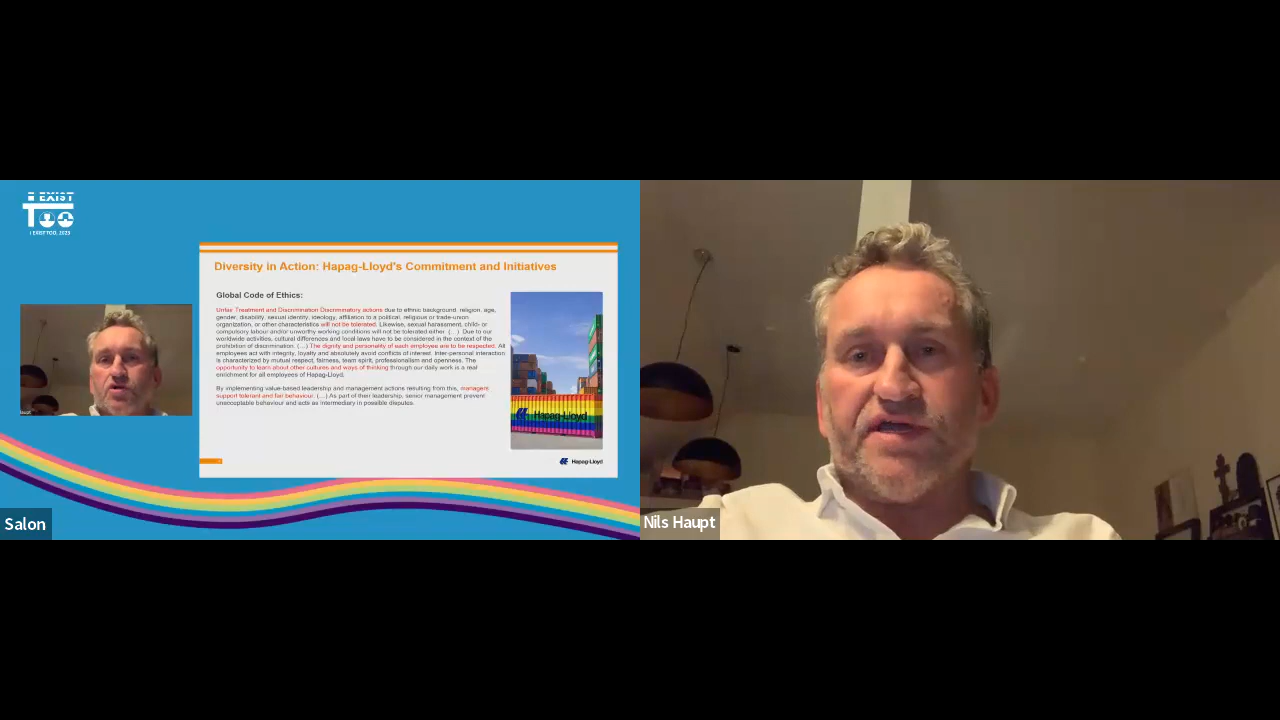 I EXIST
TOO
I EXIST TOO, 2023
Diversity in Action: Hapag-Lloyd's Commitment and Initiatives
Global Code of Ethics:
Unfair Treatment and Discrimination Discriminatory actions due to ethnic background, religion, age,
gender, disability, sexual identity, ideology, affiliation to a political, religious or trade-union
organization, or other characteristics will not be tolerated. Likewise, sexual harassment, child- or
compulsory labour and/or unworthy working conditions will not be tolerated either. (…) Due to our
worldwide activities, cultural differences and local laws have to be considered in the context of the
prohibition of discrimination. (…) The dignity and personality of each employee are to be respected. All
employees act with integrity, loyalty and absolutely avoid conflicts of interest. Inter-personal interaction
is characterized by mutual respect, fairness, team spirit, professionalism and openness. The
opportunity to learn about other cultures and ways of thinking through our daily work is a real
enrichment for all employees of Hapag-Lloyd.
By implementing value-based leadership and management actions resulting from this, managers
support tolerant and fair behaviour. (…) As part of their leadership, senior management prevent
unacceptable behaviour and acts as intermediary in possible disputes.
Hapag-Lloyd
Hapag-Lloyd
Haupt
Salon
Nils Haupt